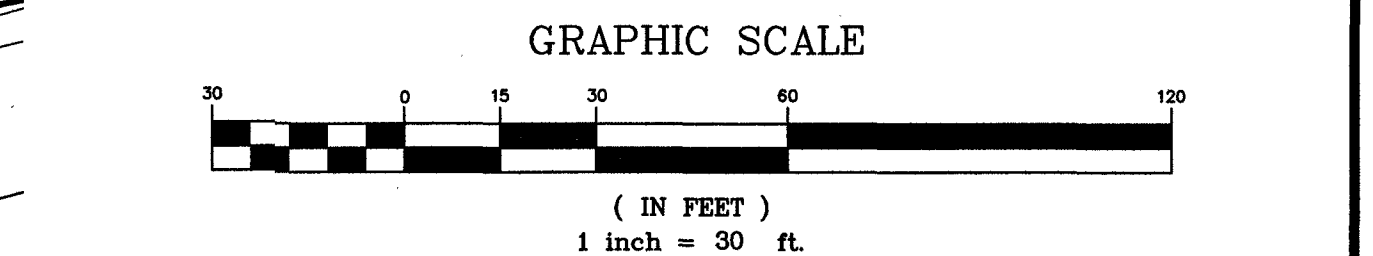 GRAPHIC SCALE
30 0 15 30 60 120
( IN FEET )
1 inch = 30 ft.